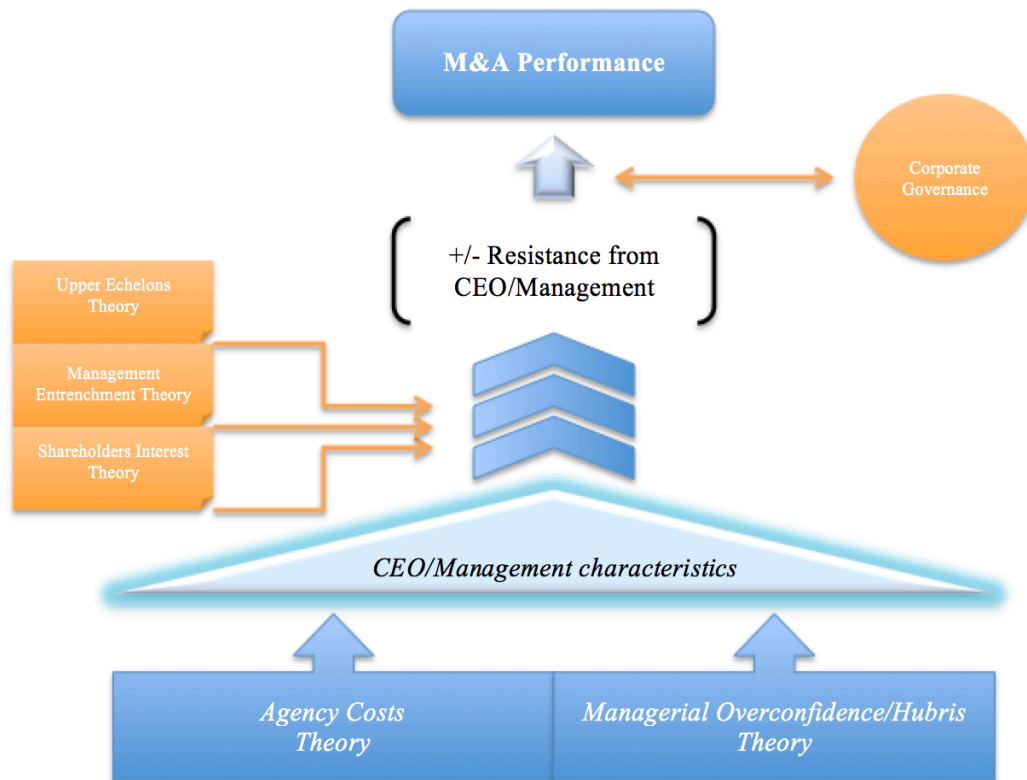 M&A Performance
Corporate
Governance
+/- Resistance from
CEO/Management
Upper Echelons
Theory
Management
Entrenchment Theory
Shareholders Interest
Theory
CEO/Management characteristics
Agency Costs
Theory
Managerial Overconfidence/Hubris
Theory